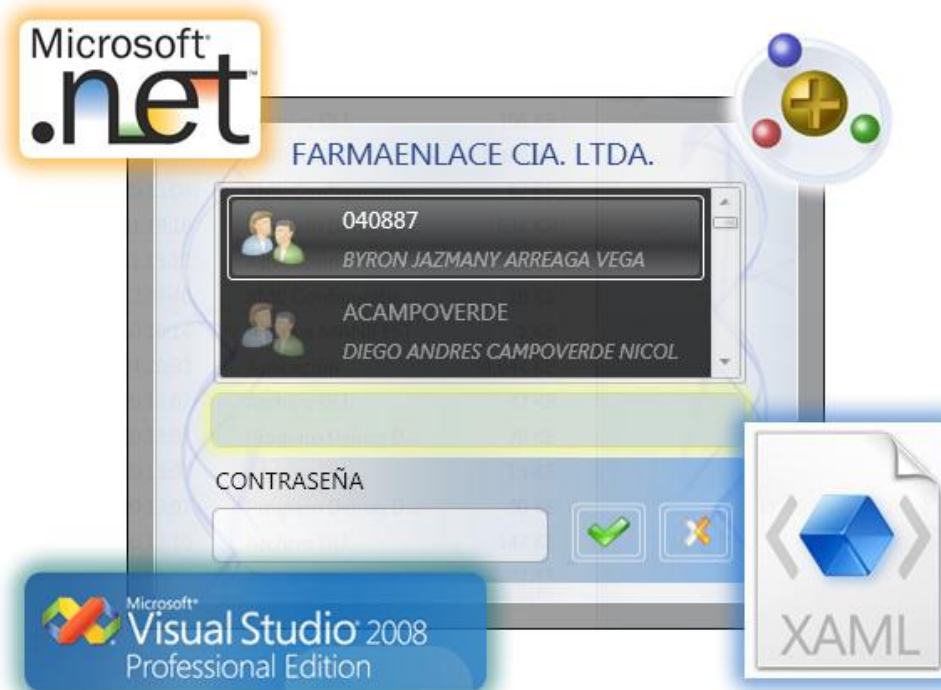 Microsoft®
.net™
FARMAENLACE CIA. LTDA.
040887
BYRON JAZMANY ARREAGA VEGA
ACAMPOVERDE
DIEGO ANDRES CAMPOVERDE NICOL
CONTRASEÑA
Microsoft®
Visual Studio® 2008
Professional Edition
XAML